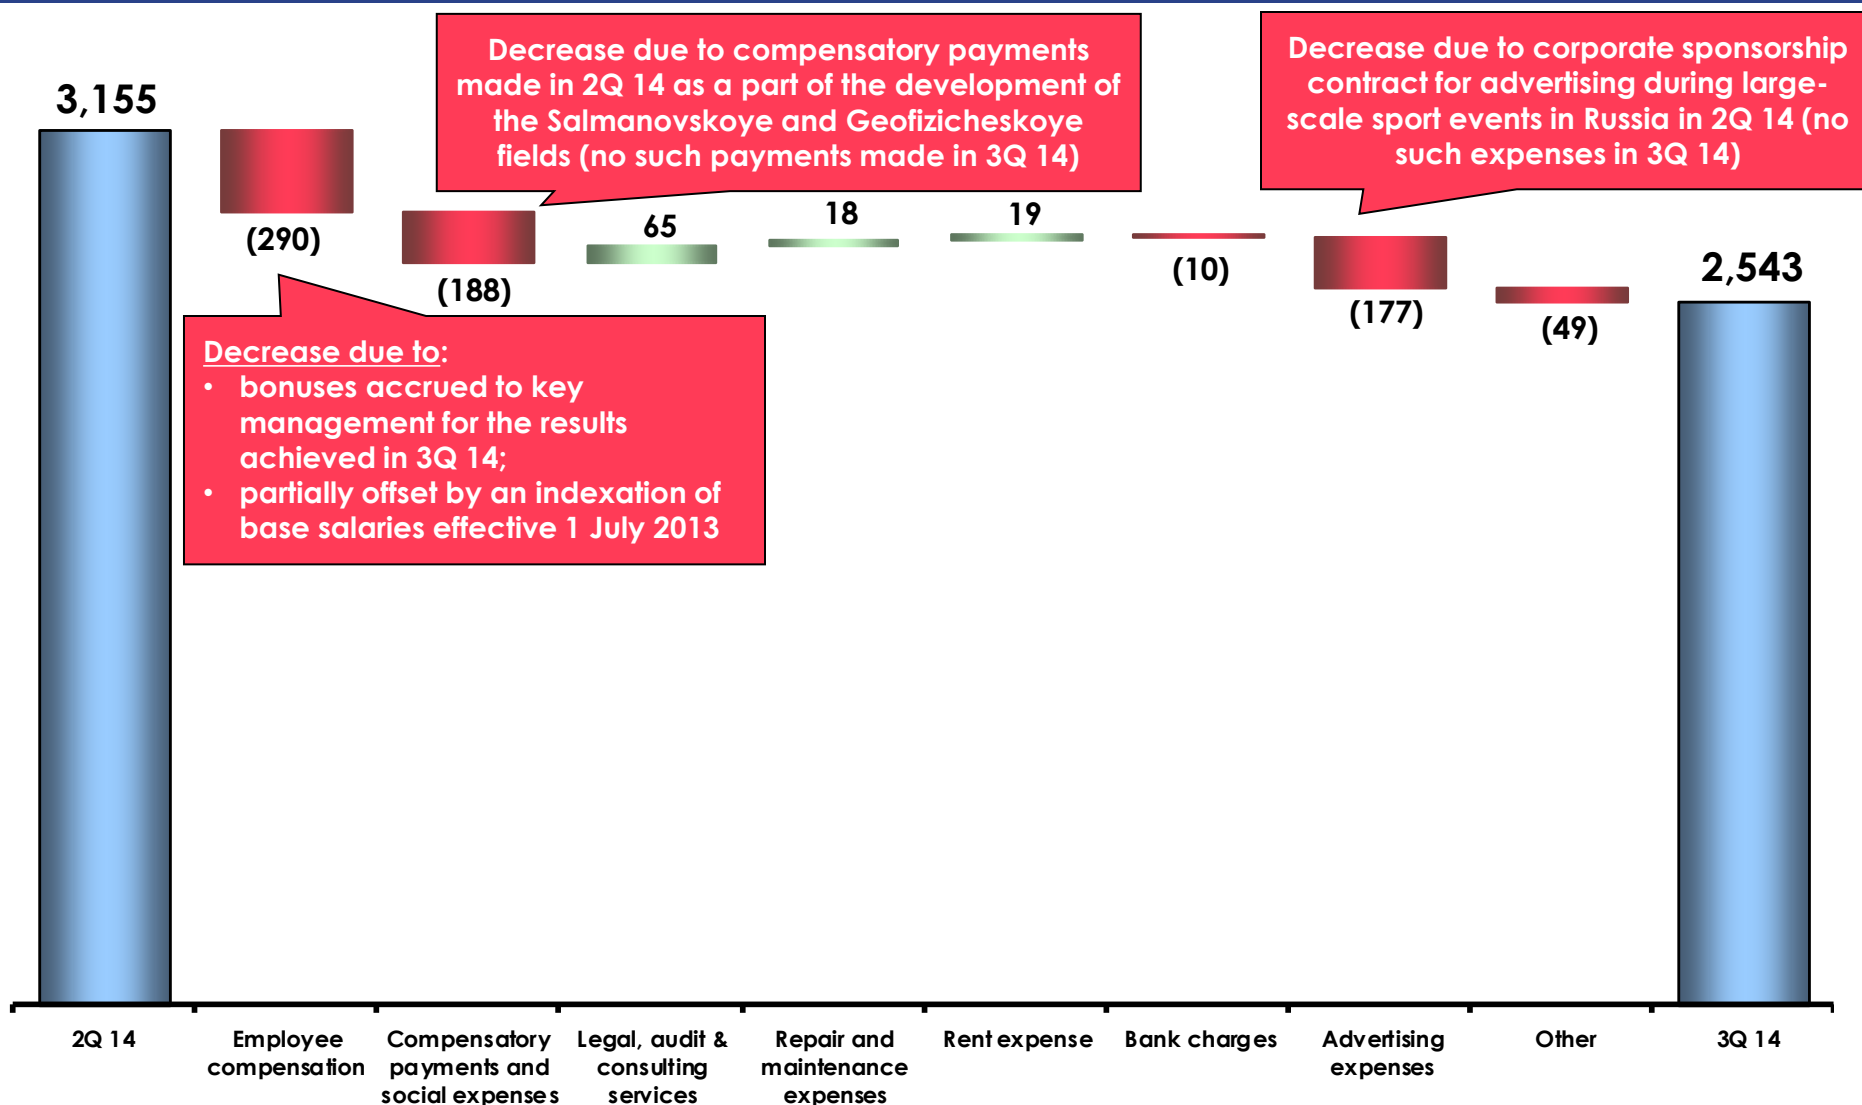 Decrease due to compensatory payments
made in 2Q 14 as a part of the development of
the Salmanovskoye and Geofizicheskoye
fields (no such payments made in 3Q 14)
Decrease due to corporate sponsorship
contract for advertising during large-
scale sport events in Russia in 2Q 14 (no
such expenses in 3Q 14)
3,155
(290)
(188)
65
18
19
(10)
(177)
(49)
2,543
Decrease due to:
• bonuses accrued to key
management for the results
achieved in 3Q 14;
• partially offset by an indexation of
base salaries effective 1 July 2013
2Q 14
Employee
compensation
Compensatory
payments and
social expenses
Legal, audit &
consulting
services
Repair and
maintenance
expenses
Rent expense
Bank charges
Advertising
expenses
Other
3Q 14